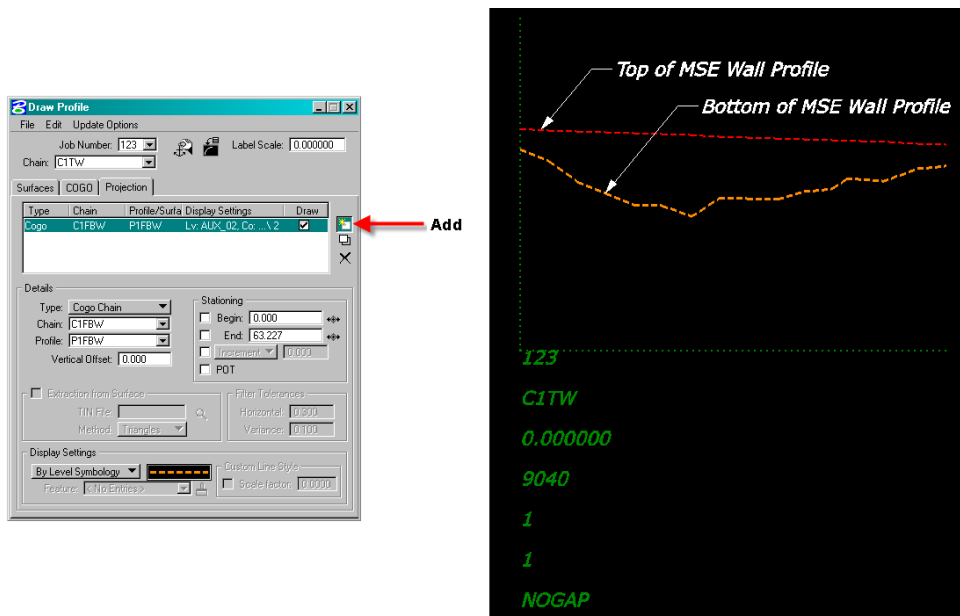 Draw Profile
File Edit Update Options
Job Number: 123
Label Scale: 0.000000
Chain: C1TW
Surfaces COGO Projection
Type Chain Profile/Surfa Display Settings Draw
Cogo C1FBW P1FBW Lv: AUX_02, Co: ...\ 2
Add
Details
Type: Cogo Chain
Chain: C1FBW
Profile: P1FBW
Vertical Offset: 0.000
Stationing
Begin: 0.000
End: 63.227
Increment 0.000
POT
Extraction from Surface
TIN File:
Method: Triangles
Filter Tolerances
Horizontal: 0.300
Variance: 0.100
Display Settings
By Level Symbology
Feature: < No Entries >
Custom Line Style
Scale factor: 0.0000
Top of MSE Wall Profile
Bottom of MSE Wall Profile
123
C1TW
0.000000
9040
1
1
NOGAP